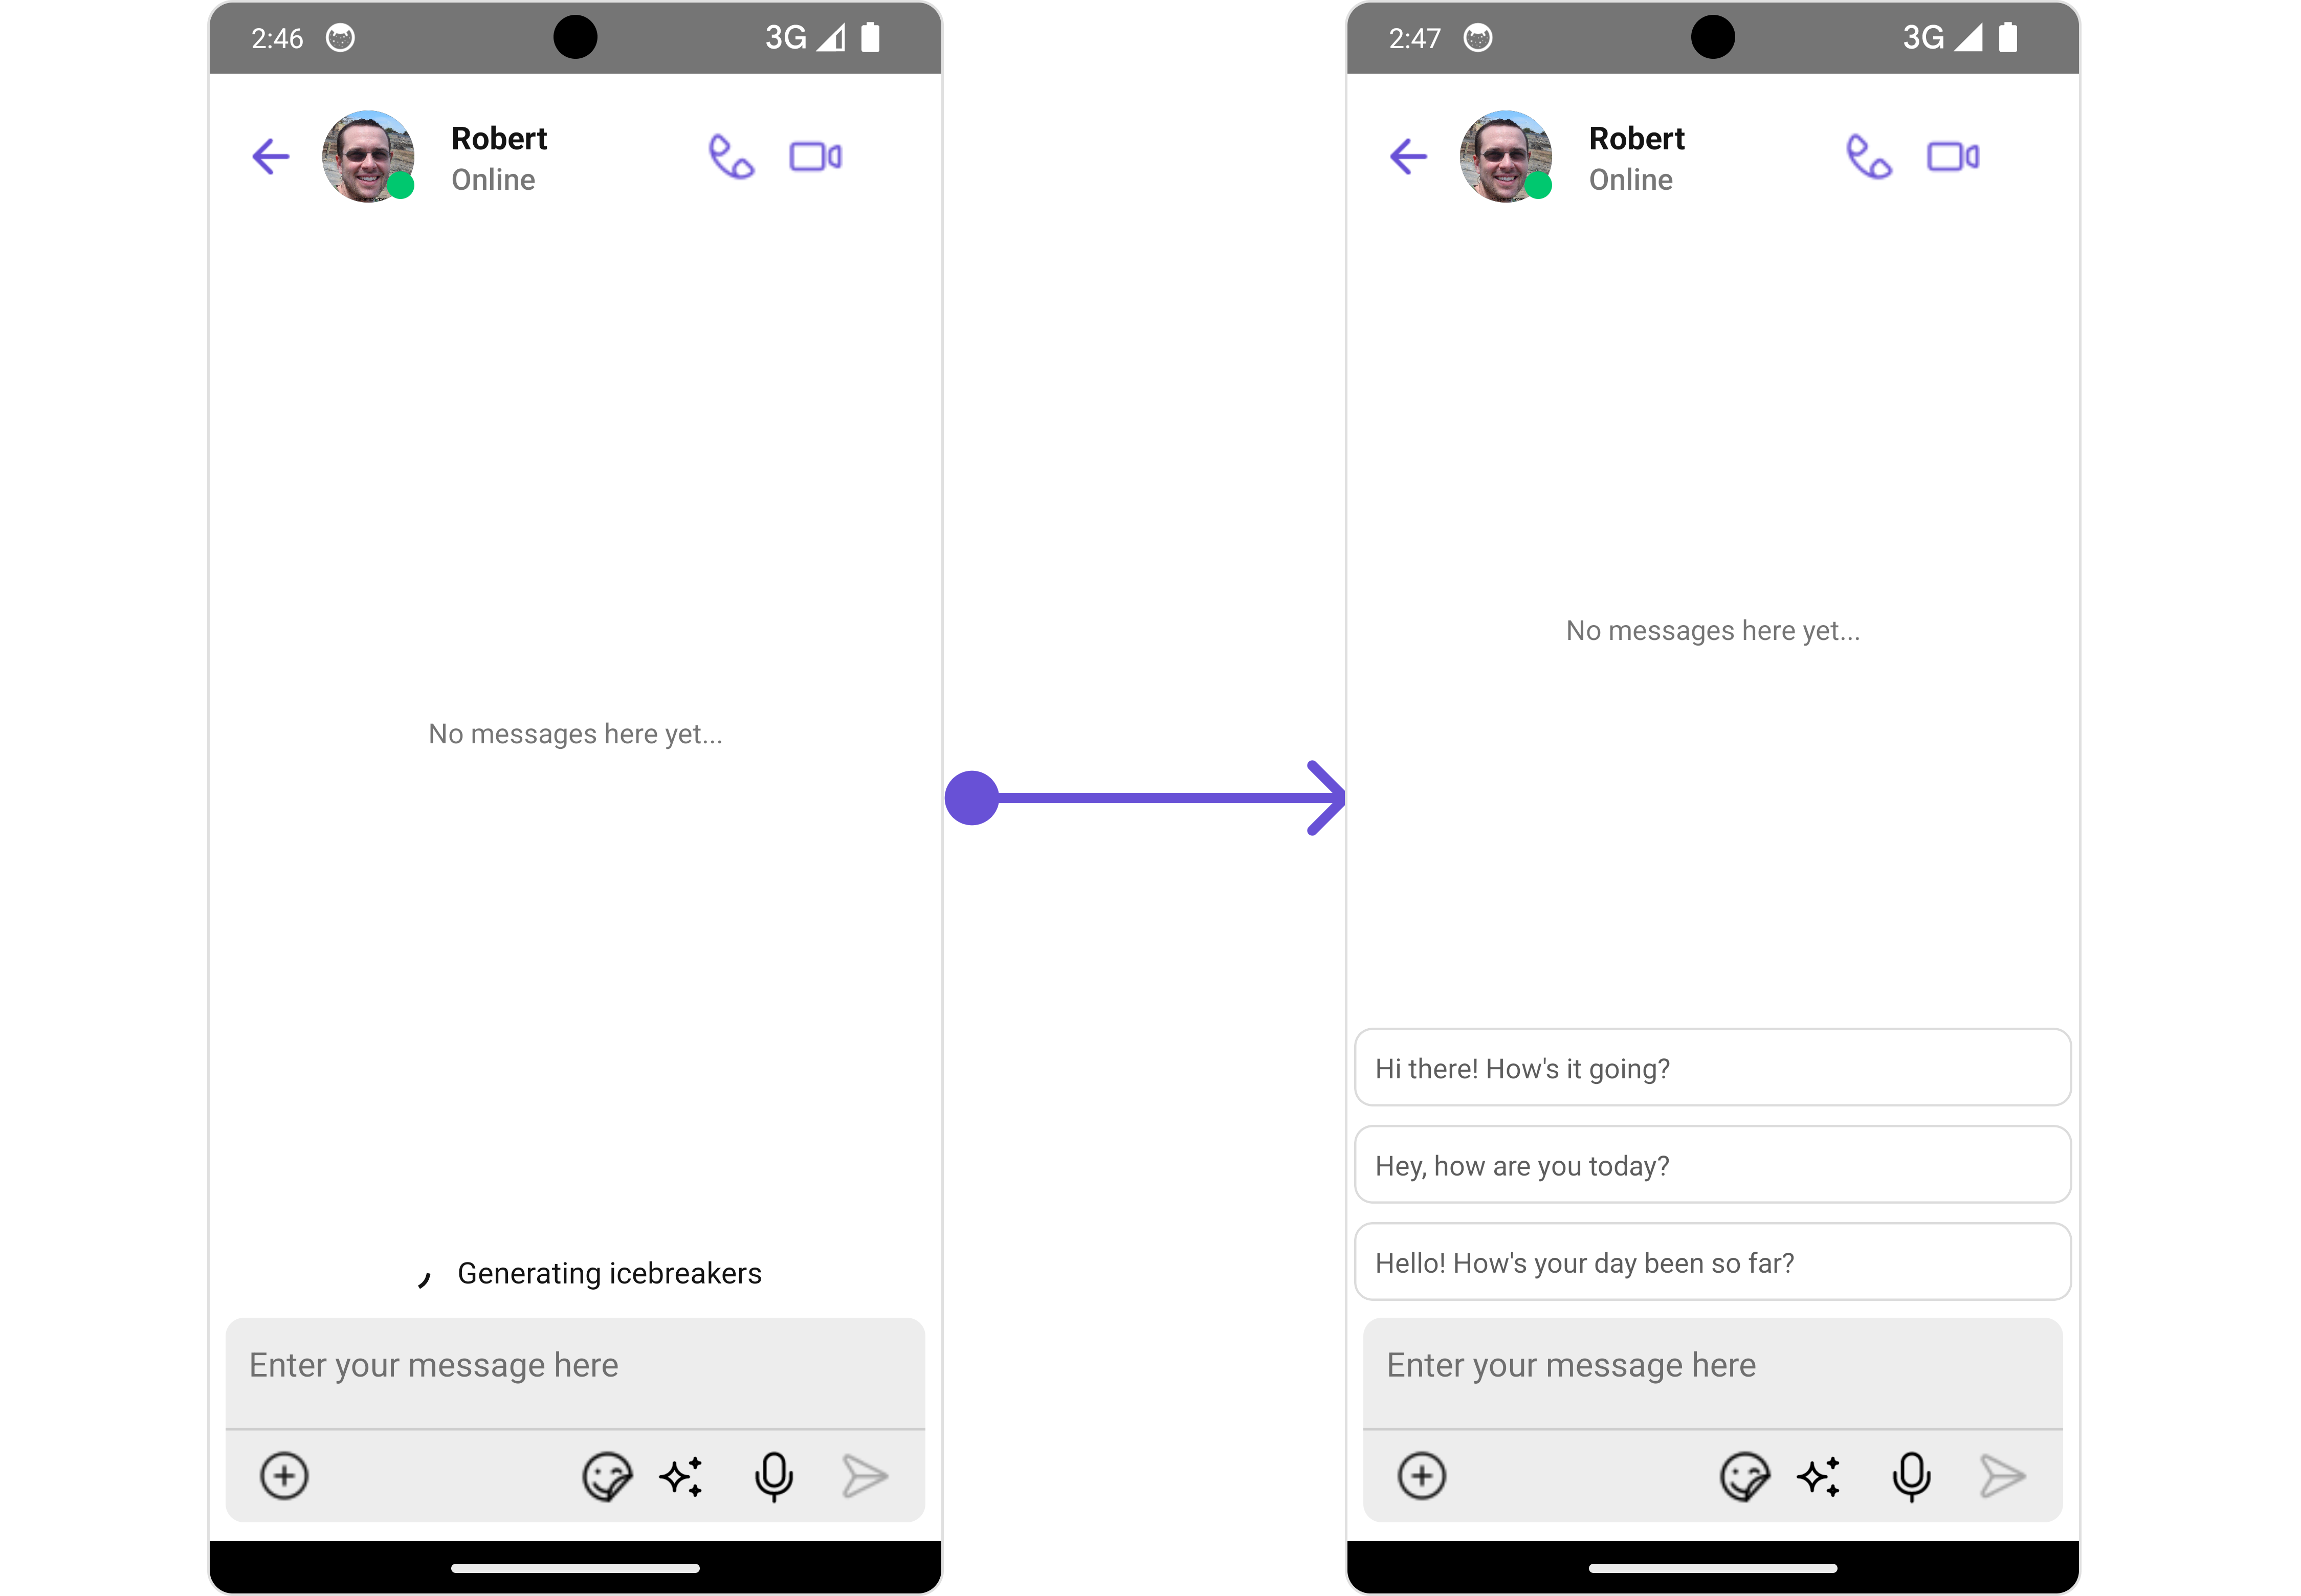 2:46
3G
Robert
Online
No messages here yet...
Generating icebreakers
Enter your message here
2:47
3G
Robert
Online
No messages here yet...
Hi there! How's it going?
Hey, how are you today?
Hello! How's your day been so far?
Enter your message here